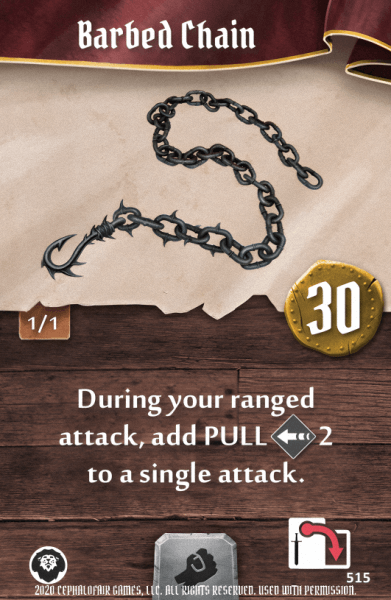 Barbed Chain
1/1
30
During your ranged
attack, add PULL 2
to a single attack.
515
2020 CEPHALOFAIR GAMES, LLC. ALL RIGHTS RESERVED. USED WITH PERMISSION.